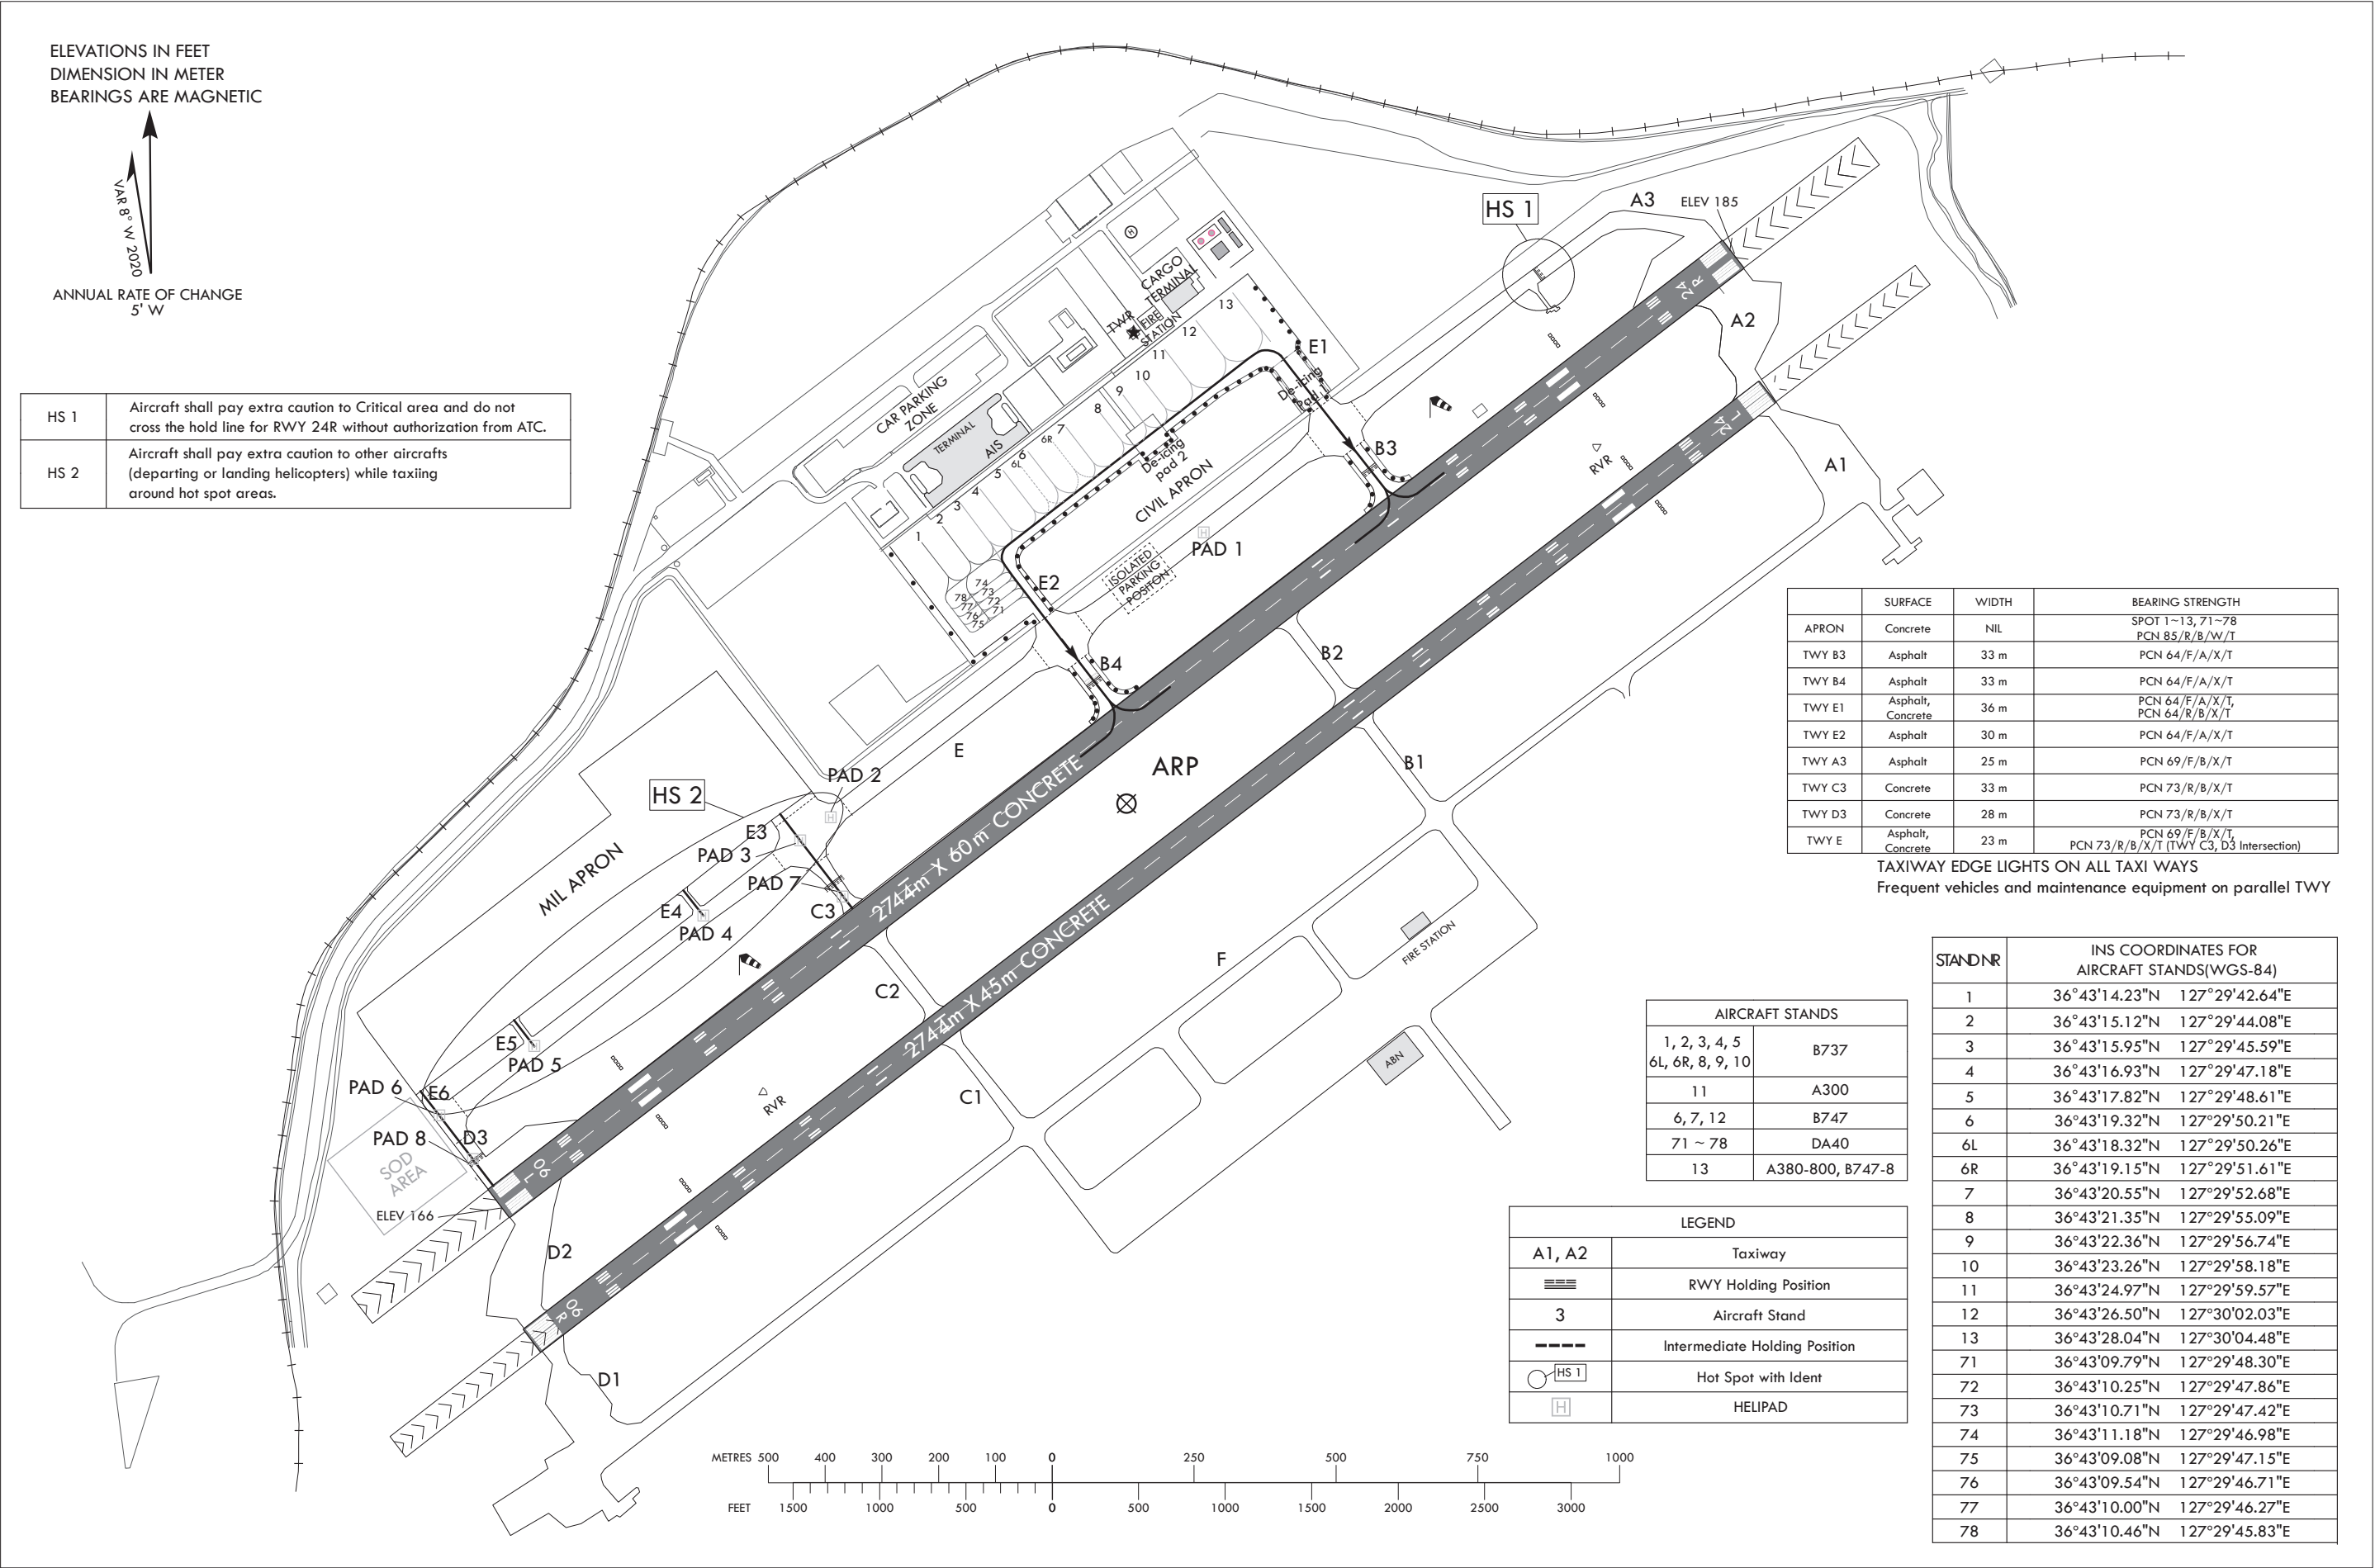 ELEVATIONS IN FEET
DIMENSION IN METER
BEARINGS ARE MAGNETIC
VAR 8° W 2020
ANNUAL RATE OF CHANGE
5' W
HS 1
Aircraft shall pay extra caution to Critical area and do not
cross the hold line for RWY 24R without authorization from ATC.
HS 2
Aircraft shall pay extra caution to other aircrafts
(departing or landing helicopters) while taxiing
around hot spot areas.
HS 1
A3
ELEV 185
24
R
A2
24
L
A1
RVR
CARGO
TERMINAL
TWR
FIRE
STATION
H
13
12
11
10
9
8
7
6R
6
6L
5
4
3
2
1
CAR PARKING
ZONE
TERMINAL
AIS
E1
De-icing
Pad 1
De-icing
Pad 2
CIVIL APRON
B3
H
PAD 1
ISOLATED
PARKING
POSITON
E2
74
73
72
71
78
77
76
75
B4
B2
B1
E
ARP
PAD 2
H
HS 2
E3
PAD 3
H
PAD 7
H
C3
MIL APRON
E4
H
PAD 4
2744m X 60m CONCRETE
2744m X 45m CONCRETE
C2
C1
F
FIRE STATION
ABN
E5
H
PAD 5
PAD 6
E6
H
PAD 8
D3
SOD
AREA
ELEV 166
06
L
RVR
D2
06
R
D1
SURFACE WIDTH BEARING STRENGTH
APRON Concrete NIL SPOT 1~13, 71~78
PCN 85/R/B/W/T
TWY B3 Asphalt 33 m PCN 64/F/A/X/T
TWY B4 Asphalt 33 m PCN 64/F/A/X/T
TWY E1 Asphalt, 36 m PCN 64/F/A/X/T,
Concrete PCN 64/R/B/X/T
TWY E2 Asphalt 30 m PCN 64/F/A/X/T
TWY A3 Asphalt 25 m PCN 69/F/B/X/T
TWY C3 Concrete 33 m PCN 73/R/B/X/T
TWY D3 Concrete 28 m PCN 73/R/B/X/T
TWY E Asphalt, 23 m PCN 69/F/B/X/T,
Concrete PCN 73/R/B/X/T (TWY C3, D3 Intersection)
TAXIWAY EDGE LIGHTS ON ALL TAXI WAYS
Frequent vehicles and maintenance equipment on parallel TWY
AIRCRAFT STANDS
1, 2, 3, 4, 5
6L, 6R, 8, 9, 10 B737
11 A300
6, 7, 12 B747
71 ~ 78 DA40
13 A380-800, B747-8
LEGEND
A1, A2 Taxiway
RWY Holding Position
3 Aircraft Stand
Intermediate Holding Position
HS 1 Hot Spot with Ident
H HELIPAD
STAND NR INS COORDINATES FOR
AIRCRAFT STANDS(WGS-84)
1 36°43'14.23"N 127°29'42.64"E
2 36°43'15.12"N 127°29'44.08"E
3 36°43'15.95"N 127°29'45.59"E
4 36°43'16.93"N 127°29'47.18"E
5 36°43'17.82"N 127°29'48.61"E
6 36°43'19.32"N 127°29'50.21"E
6L 36°43'18.32"N 127°29'50.26"E
6R 36°43'19.15"N 127°29'51.61"E
7 36°43'20.55"N 127°29'52.68"E
8 36°43'21.35"N 127°29'55.09"E
9 36°43'22.36"N 127°29'56.74"E
10 36°43'23.26"N 127°29'58.18"E
11 36°43'24.97"N 127°29'59.57"E
12 36°43'26.50"N 127°30'02.03"E
13 36°43'28.04"N 127°30'04.48"E
71 36°43'09.79"N 127°29'48.30"E
72 36°43'10.25"N 127°29'47.86"E
73 36°43'10.71"N 127°29'47.42"E
74 36°43'11.18"N 127°29'46.98"E
75 36°43'09.08"N 127°29'47.15"E
76 36°43'09.54"N 127°29'46.71"E
77 36°43'10.00"N 127°29'46.27"E
78 36°43'10.46"N 127°29'45.83"E
METRES 500 400 300 200 100 0 250 500 750 1000
FEET 1500 1000 500 0 500 1000 1500 2000 2500 3000